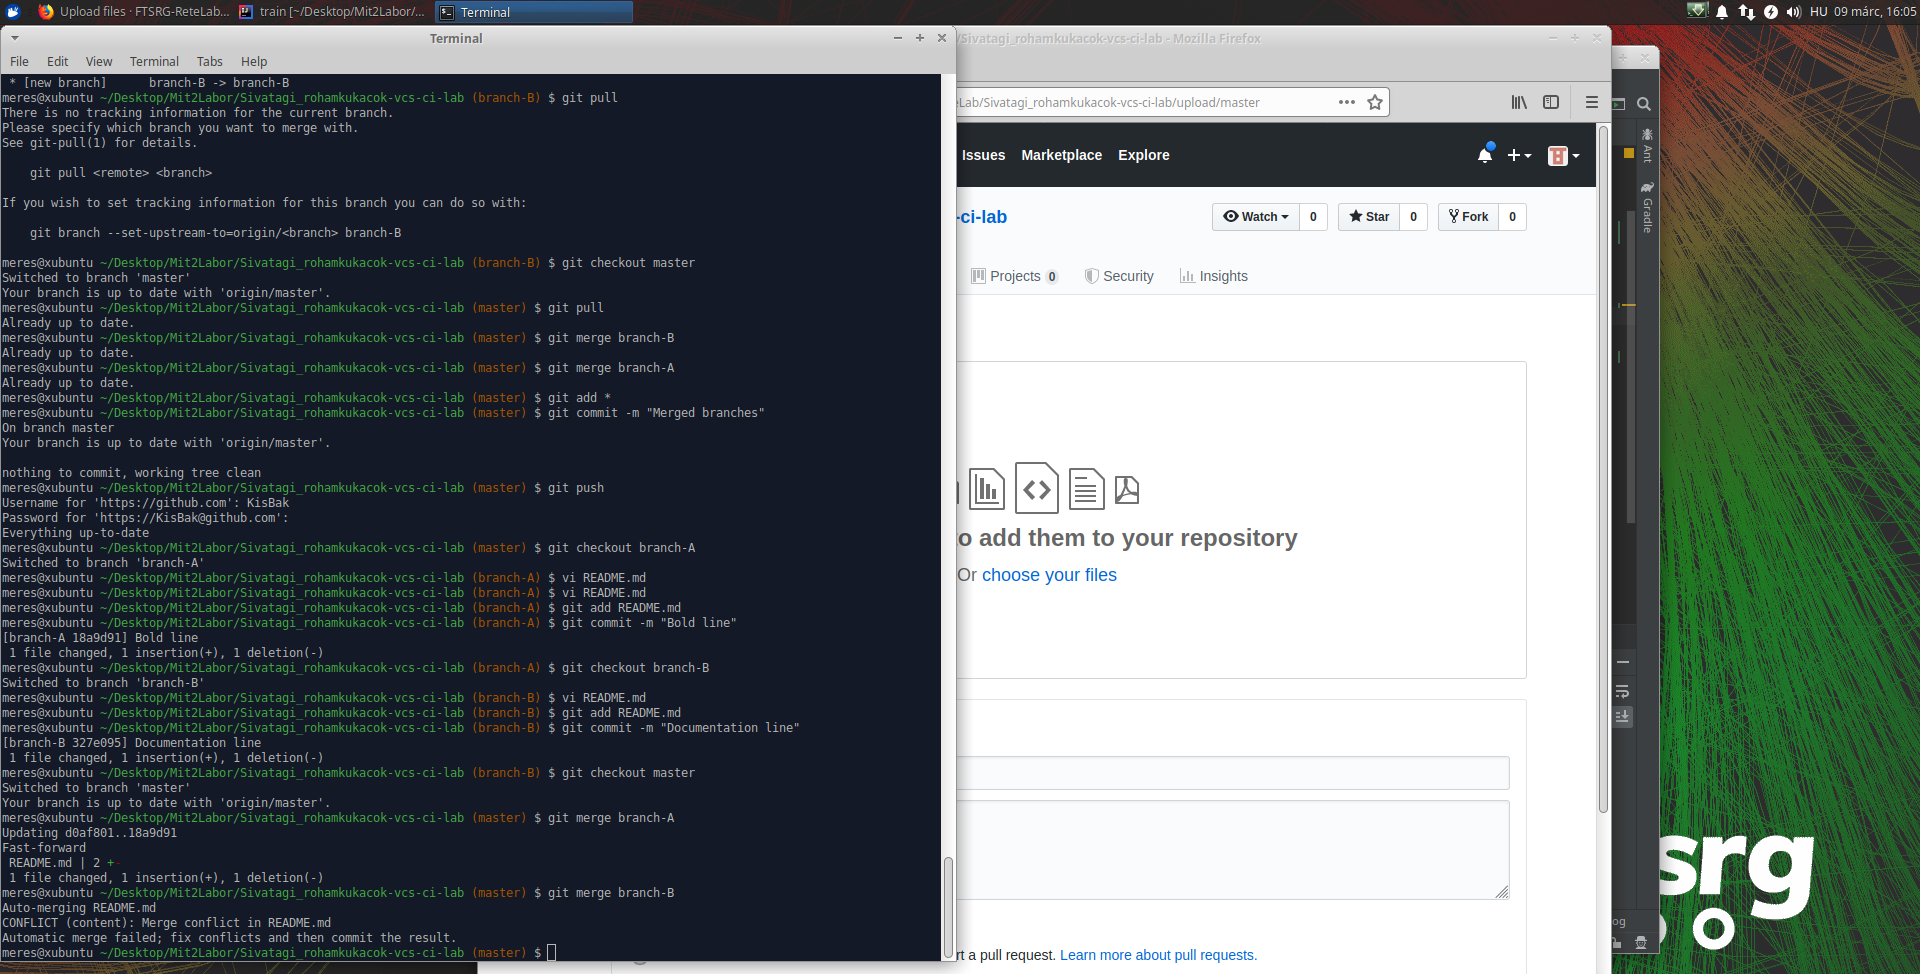 Upload files · FTSRG-ReteLab...
train [~/Desktop/Mit2Labor/...
Terminal
HU
09 márc, 16:05
Terminal
File Edit View Terminal Tabs Help
 * [new branch]      branch-B -> branch-B
meres@xubuntu ~/Desktop/Mit2Labor/Sivatagi_rohamkukacok-vcs-ci-lab (branch-B) $ git pull
There is no tracking information for the current branch.
Please specify which branch you want to merge with.
See git-pull(1) for details.
    git pull <remote> <branch>
If you wish to set tracking information for this branch you can do so with:
    git branch --set-upstream-to=origin/<branch> branch-B
meres@xubuntu ~/Desktop/Mit2Labor/Sivatagi_rohamkukacok-vcs-ci-lab (branch-B) $ git checkout master
Switched to branch 'master'
Your branch is up to date with 'origin/master'.
meres@xubuntu ~/Desktop/Mit2Labor/Sivatagi_rohamkukacok-vcs-ci-lab (master) $ git pull
Already up to date.
meres@xubuntu ~/Desktop/Mit2Labor/Sivatagi_rohamkukacok-vcs-ci-lab (master) $ git merge branch-B
Already up to date.
meres@xubuntu ~/Desktop/Mit2Labor/Sivatagi_rohamkukacok-vcs-ci-lab (master) $ git merge branch-A
Already up to date.
meres@xubuntu ~/Desktop/Mit2Labor/Sivatagi_rohamkukacok-vcs-ci-lab (master) $ git add *
meres@xubuntu ~/Desktop/Mit2Labor/Sivatagi_rohamkukacok-vcs-ci-lab (master) $ git commit -m "Merged branches"
On branch master
Your branch is up to date with 'origin/master'.
nothing to commit, working tree clean
meres@xubuntu ~/Desktop/Mit2Labor/Sivatagi_rohamkukacok-vcs-ci-lab (master) $ git push
Username for 'https://github.com': KisBak
Password for 'https://KisBak@github.com':
Everything up-to-date
meres@xubuntu ~/Desktop/Mit2Labor/Sivatagi_rohamkukacok-vcs-ci-lab (master) $ git checkout branch-A
Switched to branch 'branch-A'
meres@xubuntu ~/Desktop/Mit2Labor/Sivatagi_rohamkukacok-vcs-ci-lab (branch-A) $ vi README.md
meres@xubuntu ~/Desktop/Mit2Labor/Sivatagi_rohamkukacok-vcs-ci-lab (branch-A) $ vi README.md
meres@xubuntu ~/Desktop/Mit2Labor/Sivatagi_rohamkukacok-vcs-ci-lab (branch-A) $ git add README.md
meres@xubuntu ~/Desktop/Mit2Labor/Sivatagi_rohamkukacok-vcs-ci-lab (branch-A) $ git commit -m "Bold line"
[branch-A 18a9d91] Bold line
 1 file changed, 1 insertion(+), 1 deletion(-)
meres@xubuntu ~/Desktop/Mit2Labor/Sivatagi_rohamkukacok-vcs-ci-lab (branch-A) $ git checkout branch-B
Switched to branch 'branch-B'
meres@xubuntu ~/Desktop/Mit2Labor/Sivatagi_rohamkukacok-vcs-ci-lab (branch-B) $ vi README.md
meres@xubuntu ~/Desktop/Mit2Labor/Sivatagi_rohamkukacok-vcs-ci-lab (branch-B) $ git add README.md
meres@xubuntu ~/Desktop/Mit2Labor/Sivatagi_rohamkukacok-vcs-ci-lab (branch-B) $ git commit -m "Documentation line"
[branch-B 327e095] Documentation line
 1 file changed, 1 insertion(+), 1 deletion(-)
meres@xubuntu ~/Desktop/Mit2Labor/Sivatagi_rohamkukacok-vcs-ci-lab (branch-B) $ git checkout master
Switched to branch 'master'
Your branch is up to date with 'origin/master'.
meres@xubuntu ~/Desktop/Mit2Labor/Sivatagi_rohamkukacok-vcs-ci-lab (master) $ git merge branch-A
Updating d0af801..18a9d91
Fast-forward
 README.md | 2 +-
 1 file changed, 1 insertion(+), 1 deletion(-)
meres@xubuntu ~/Desktop/Mit2Labor/Sivatagi_rohamkukacok-vcs-ci-lab (master) $ git merge branch-B
Auto-merging README.md
CONFLICT (content): Merge conflict in README.md
Automatic merge failed; fix conflicts and then commit the result.
meres@xubuntu ~/Desktop/Mit2Labor/Sivatagi_rohamkukacok-vcs-ci-lab (master) $
/Sivatagi_rohamkukacok-vcs-ci-lab - Mozilla Firefox
eLab/Sivatagi_rohamkukacok-vcs-ci-lab/upload/master
Issues Marketplace Explore
-ci-lab
Watch 0 Star 0 Fork 0
Projects 0 Security Insights
o add them to your repository
Or choose your files
rt a pull request. Learn more about pull requests.
Ant
Gradle
og
srg